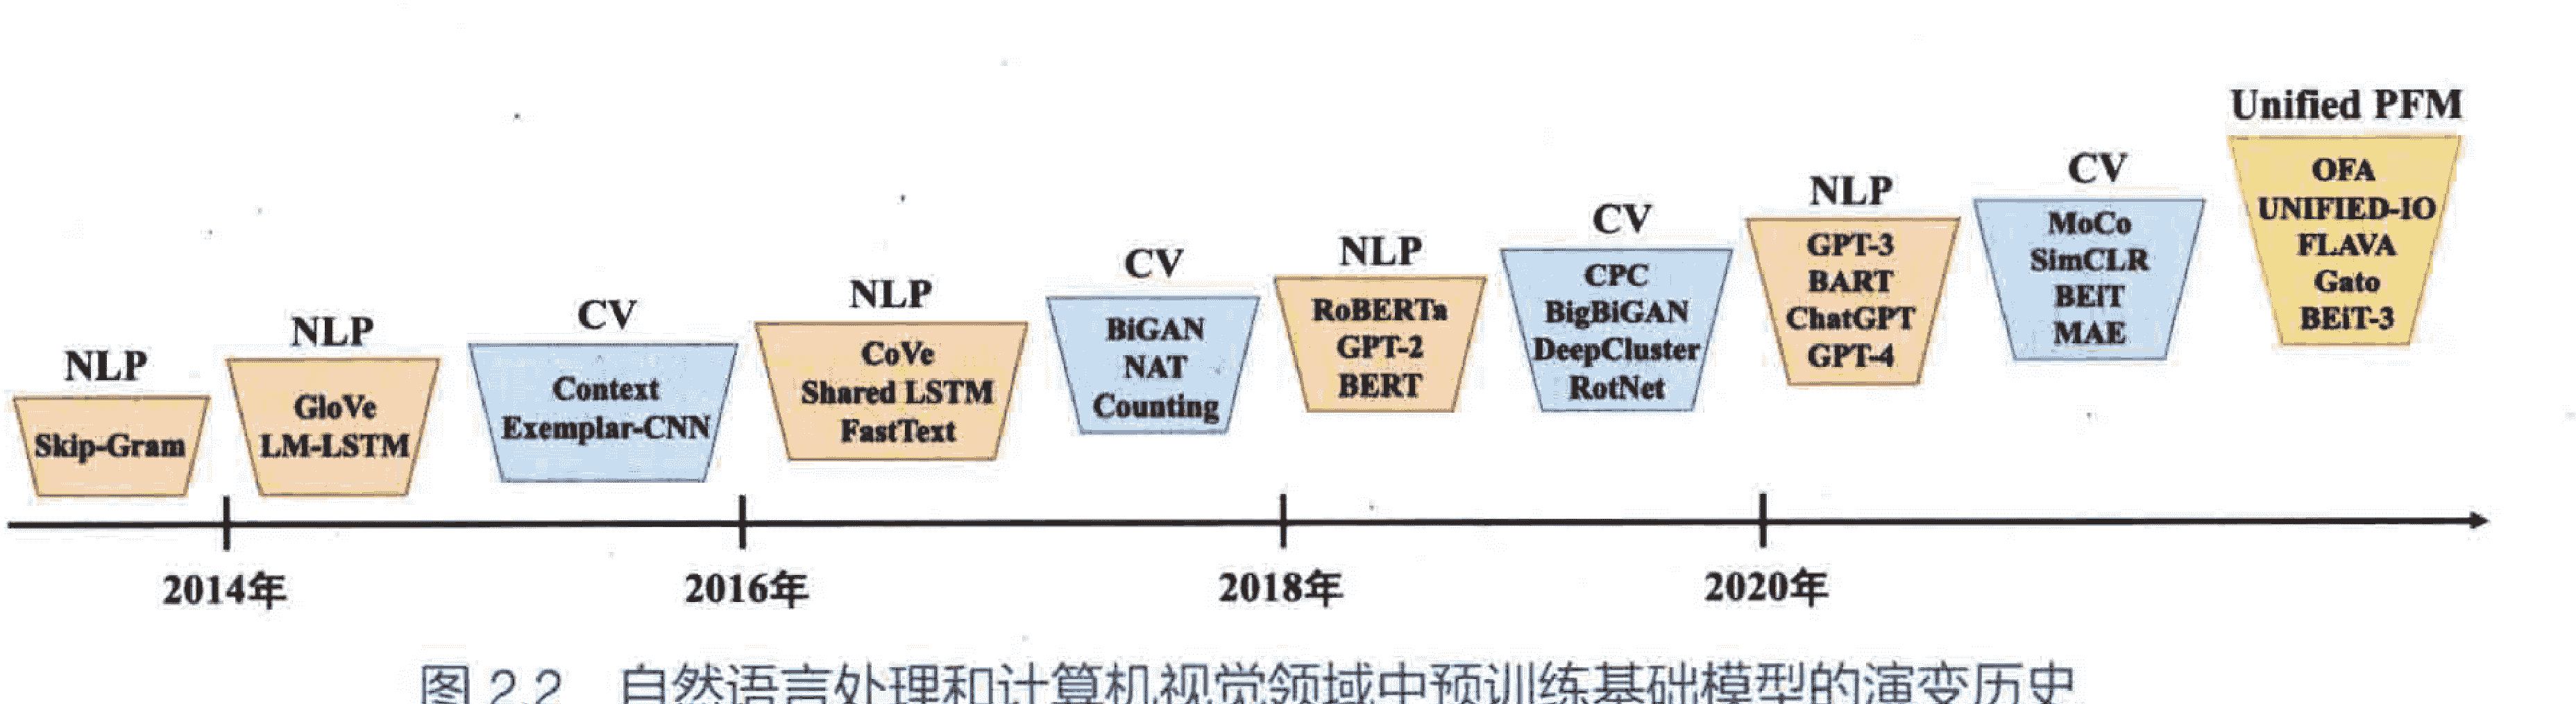 NLP
Skip-Gram
NLP
GloVe
LM-LSTM
CV
Context
Exemplar-CNN
NLP
CoVe
Shared LSTM
FastText
CV
BiGAN
NAT
Counting
NLP
RoBERTa
GPT-2
BERT
CV
CPC
BigBiGAN
DeepCluster
RotNet
NLP
GPT-3
BART
ChatGPT
GPT-4
CV
MoCo
SimCLR
BEiT
MAE
Unified PFM
OFA
UNIFIED-IO
FLAVA
Gato
BEiT-3
2014年 2016年 2018年 2020年
图 2.2 自然语言处理和计算机视觉领域中预训练基础模型的演变历史